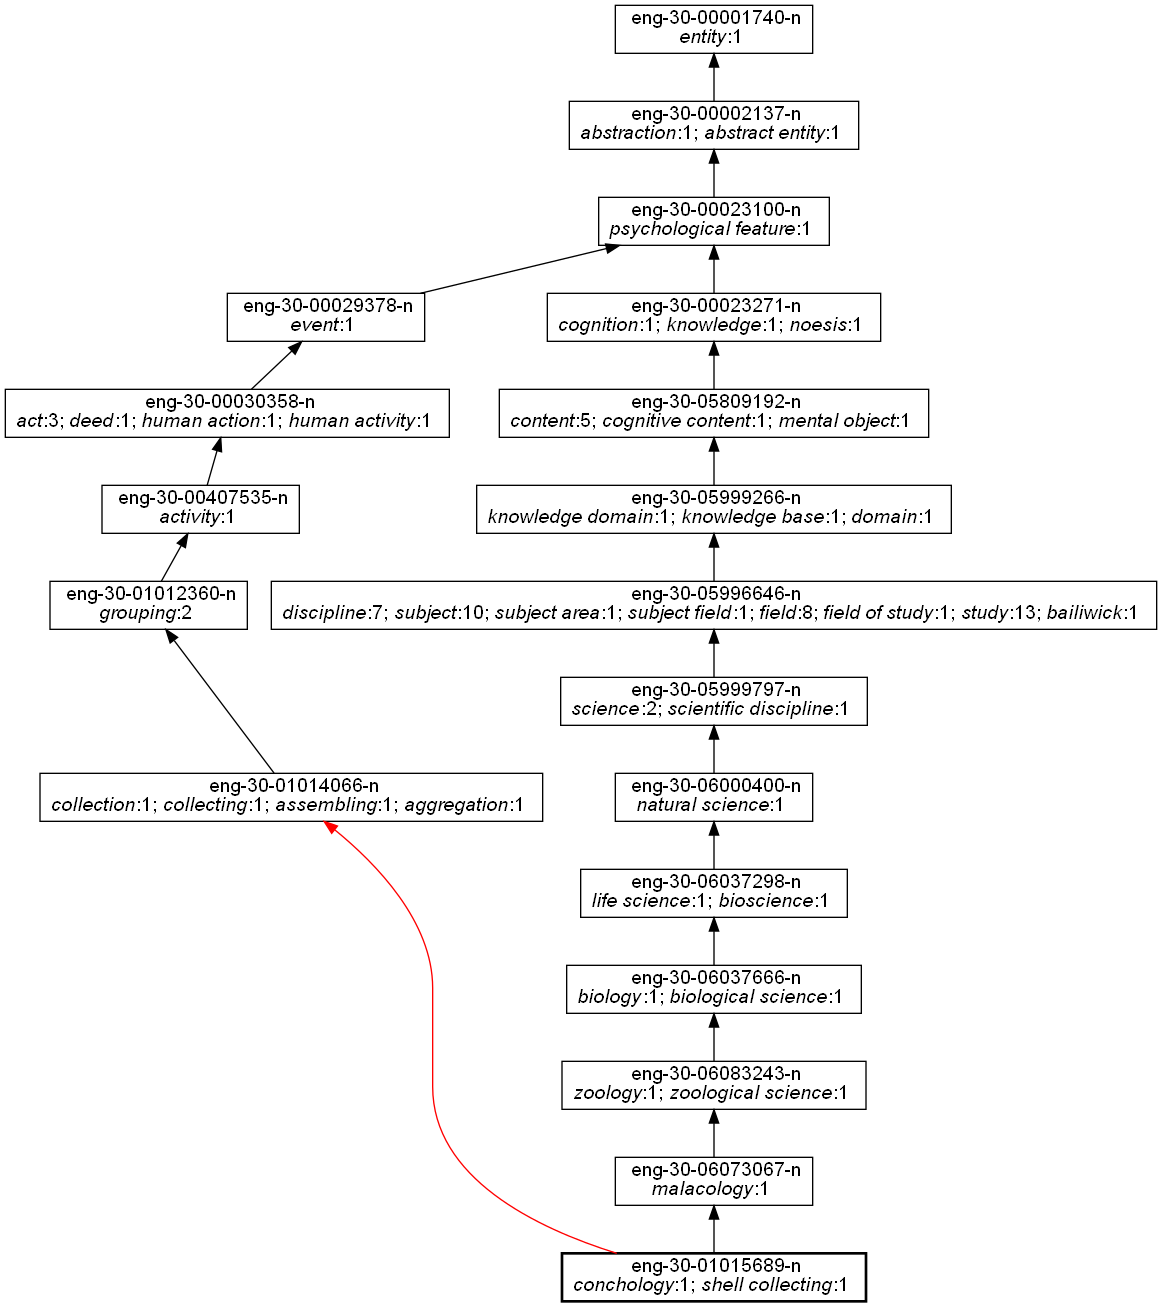 eng-30-00001740-n
entity:1
eng-30-00002137-n
abstraction:1; abstract entity:1
eng-30-00023100-n
psychological feature:1
eng-30-00029378-n
event:1
eng-30-00023271-n
cognition:1; knowledge:1; noesis:1
eng-30-00030358-n
act:3; deed:1; human action:1; human activity:1
eng-30-05809192-n
content:5; cognitive content:1; mental object:1
eng-30-00407535-n
activity:1
eng-30-05999266-n
knowledge domain:1; knowledge base:1; domain:1
eng-30-01012360-n
grouping:2
eng-30-05996646-n
discipline:7; subject:10; subject area:1; subject field:1; field:8; field of study:1; study:13; bailiwick:1
eng-30-05999797-n
science:2; scientific discipline:1
eng-30-01014066-n
collection:1; collecting:1; assembling:1; aggregation:1
eng-30-06000400-n
natural science:1
eng-30-06037298-n
life science:1; bioscience:1
eng-30-06037666-n
biology:1; biological science:1
eng-30-06083243-n
zoology:1; zoological science:1
eng-30-06073067-n
malacology:1
eng-30-01015689-n
conchology:1; shell collecting:1